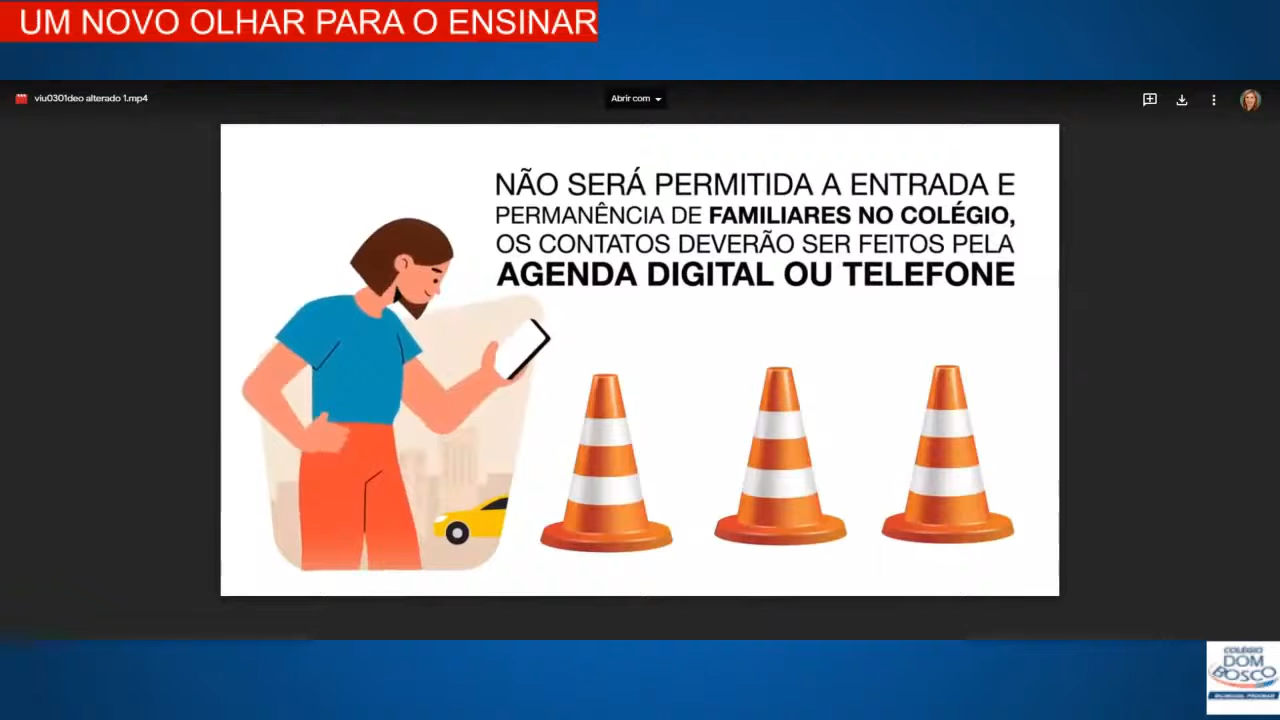 UM NOVO OLHAR PARA O ENSINAR
viu0301deo alterado 1.mp4
Abrir com
NÃO SERÁ PERMITIDA A ENTRADA E
PERMANÊNCIA DE FAMILIARES NO COLÉGIO,
OS CONTATOS DEVERÃO SER FEITOS PELA
AGENDA DIGITAL OU TELEFONE
COLÉGIO
DOM
BOSCO